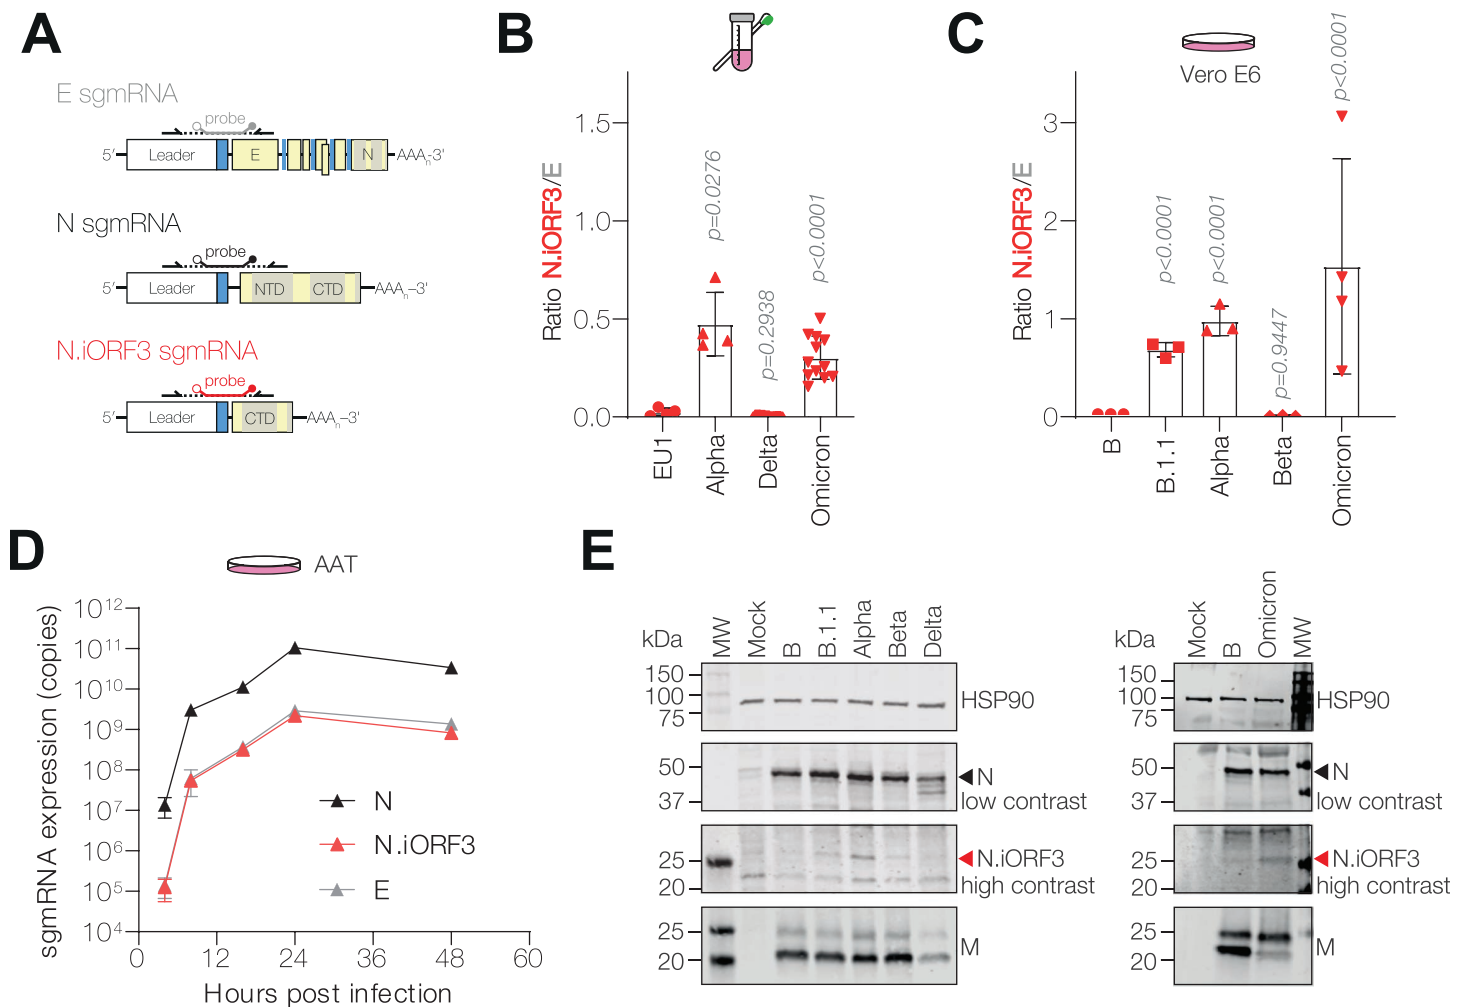 A
E sgmRNA
probe
5′ Leader E N AAAn-3′
N sgmRNA
probe
5′ Leader NTD CTD AAAn–3′
N.iORF3 sgmRNA
probe
5′ Leader CTD AAAn–3′
B
Ratio N.iORF3/E
1.5
1.0
0.5
0.0
p=0.0276
p=0.2938
p<0.0001
EU1
Alpha
Delta
Omicron
C
Vero E6
Ratio N.iORF3/E
3
2
1
0
p<0.0001
p<0.0001
p=0.9447
p<0.0001
B
B.1.1
Alpha
Beta
Omicron
D
AAT
sgmRNA expression (copies)
10¹²
10¹¹
10¹⁰
10⁹
10⁸
10⁷
10⁶
10⁵
10⁴
N
N.iORF3
E
0 12 24 36 48 60
Hours post infection
E
kDa MW Mock B B.1.1 Alpha Beta Delta
150
100
75
HSP90
50
37
N
low contrast
25
20
N.iORF3
high contrast
25
20
M
kDa Mock B Omicron MW
150
100
75
HSP90
50
37
N
low contrast
25
20
N.iORF3
high contrast
25
20
M